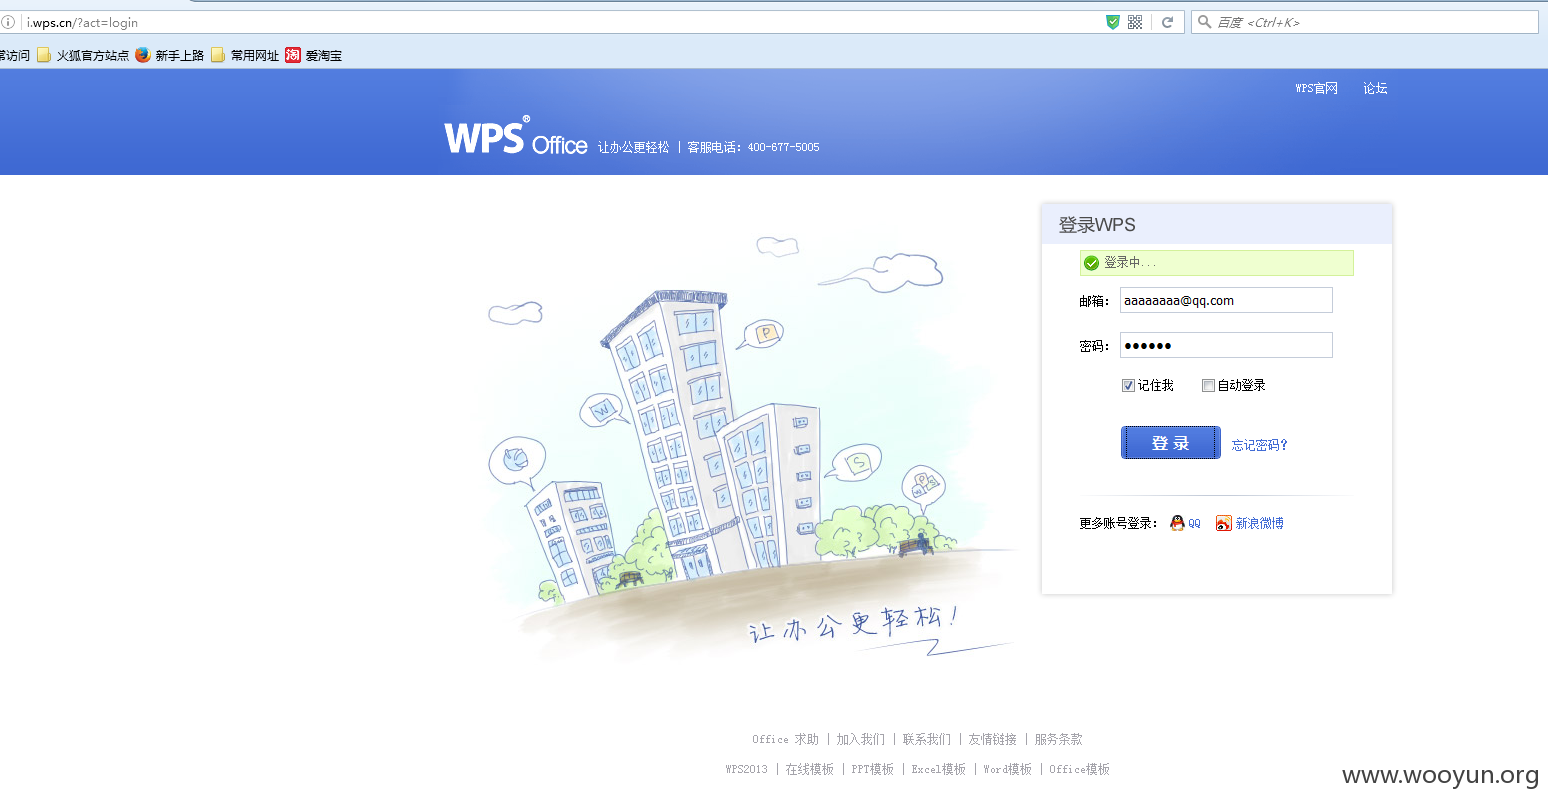 i.wps.cn/?act=login
百度 <Ctrl+K>
常访问 火狐官方站点 新手上路 常用网址 淘 爱淘宝
WPS官网 论坛
WPS® Office 让办公更轻松 | 客服电话: 400-677-5005
登录WPS
登录中...
邮箱: aaaaaaaa@qq.com
密码: ••••••
记住我 自动登录
登 录 忘记密码?
更多账号登录: QQ 新浪微博
P
W
S
P
W S
让办公更轻松!
Office 求助 | 加入我们 | 联系我们 | 友情链接 | 服务条款
WPS2013 | 在线模板 | PPT模板 | Excel模板 | Word模板 | Office模板
www.wooyun.org